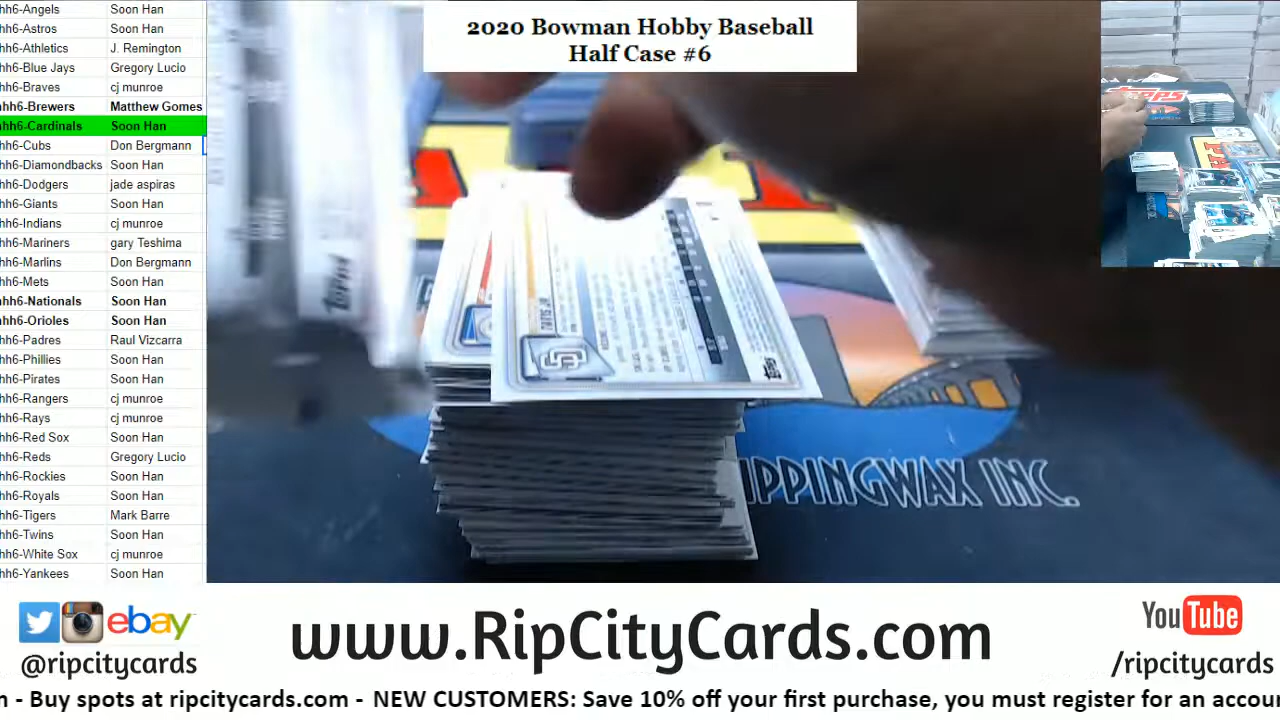 hh6-Angels Soon Han
hh6-Astros Soon Han
hh6-Athletics J. Remington
hh6-Blue Jays Gregory Lucio
hh6-Braves cj munroe
hh6-Brewers Matthew Gomes
hh6-Cardinals Soon Han
hh6-Cubs Don Bergmann
hh6-Diamondbacks Soon Han
hh6-Dodgers jade aspiras
hh6-Giants Soon Han
hh6-Indians cj munroe
hh6-Mariners gary Teshima
hh6-Marlins Don Bergmann
hh6-Mets Soon Han
hh6-Nationals Soon Han
hh6-Orioles Soon Han
hh6-Padres Raul Vizcarra
hh6-Phillies Soon Han
hh6-Pirates Soon Han
hh6-Rangers cj munroe
hh6-Rays cj munroe
hh6-Red Sox Soon Han
hh6-Reds Gregory Lucio
hh6-Rockies Soon Han
hh6-Royals Soon Han
hh6-Tigers Mark Barre
hh6-Twins Soon Han
hh6-White Sox cj munroe
hh6-Yankees Soon Han
2020 Bowman Hobby Baseball
Half Case #6
Topps
SD
Topps
Topps
IPPINGWAX INC.
ebay
@ripcitycards
www.RipCityCards.com
YouTube
/ripcitycards
n - Buy spots at ripcitycards.com - NEW CUSTOMERS: Save 10% off your first purchase, you must register for an accou